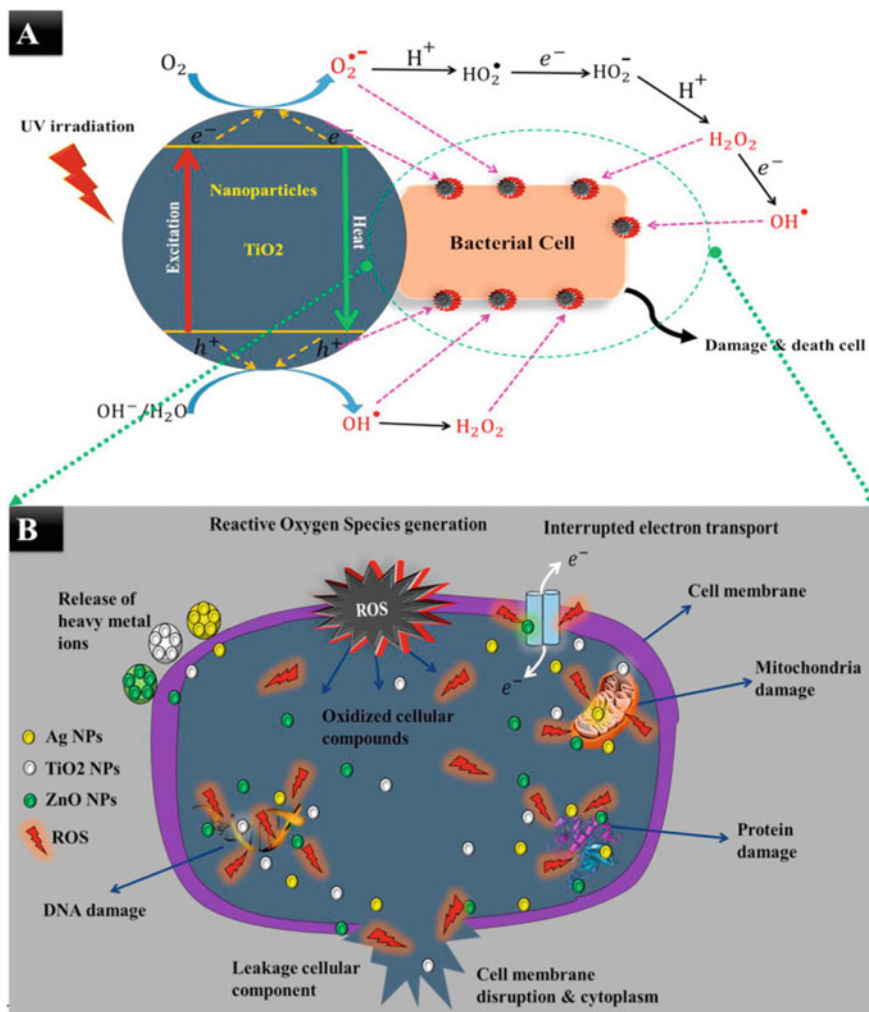 A
O₂
O₂•⁻
H⁺
HO₂•
e⁻
HO₂⁻
H⁺
UV irradiation
e⁻
e⁻
H₂O₂
e⁻
Nanoparticles
TiO2
Excitation
Heat
Bacterial Cell
OH•
h⁺
h⁺
Damage & death cell
OH⁻/H₂O
OH•
H₂O₂
B
Reactive Oxygen Species generation
Interrupted electron transport
e⁻
Release of
heavy metal
ions
ROS
Cell membrane
e⁻
Mitochondria
damage
Oxidized cellular
compounds
Ag NPs
TiO2 NPs
ZnO NPs
ROS
Protein
damage
DNA damage
Leakage cellular
component
Cell membrane
disruption & cytoplasm